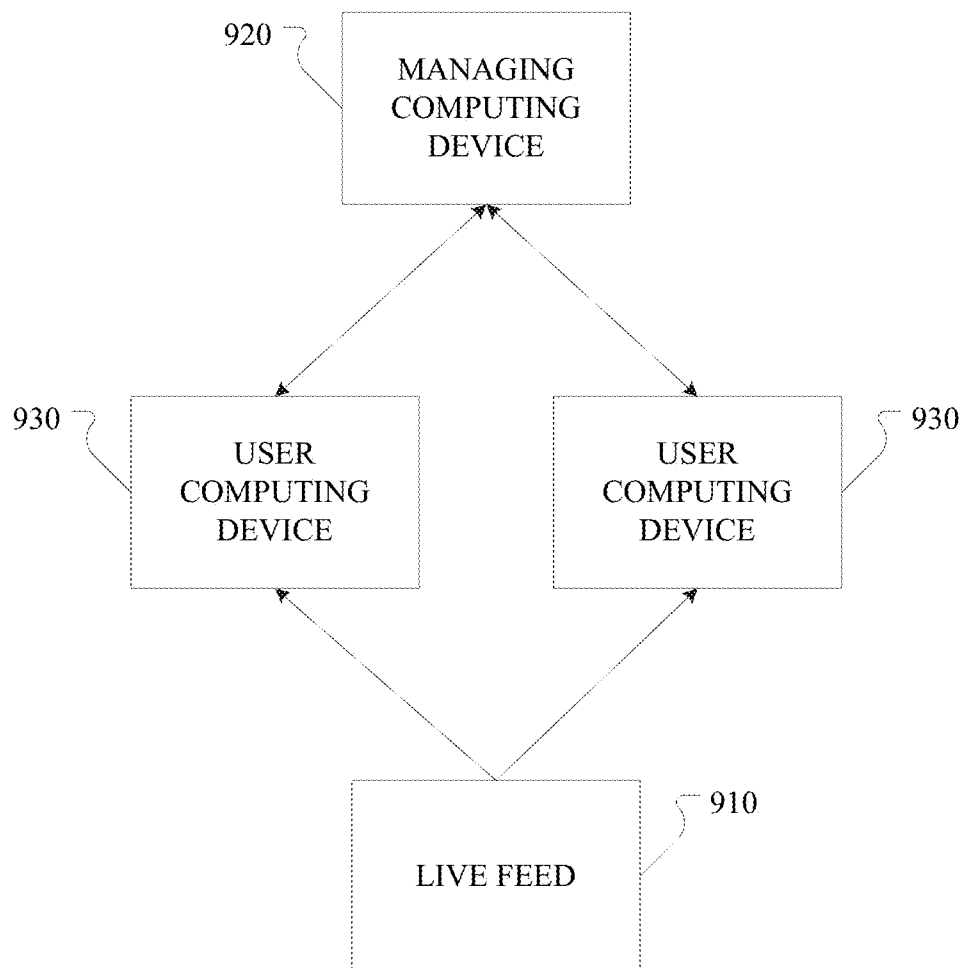 920
MANAGING
COMPUTING
DEVICE
930
USER
COMPUTING
DEVICE
USER
COMPUTING
DEVICE
930
910
LIVE FEED